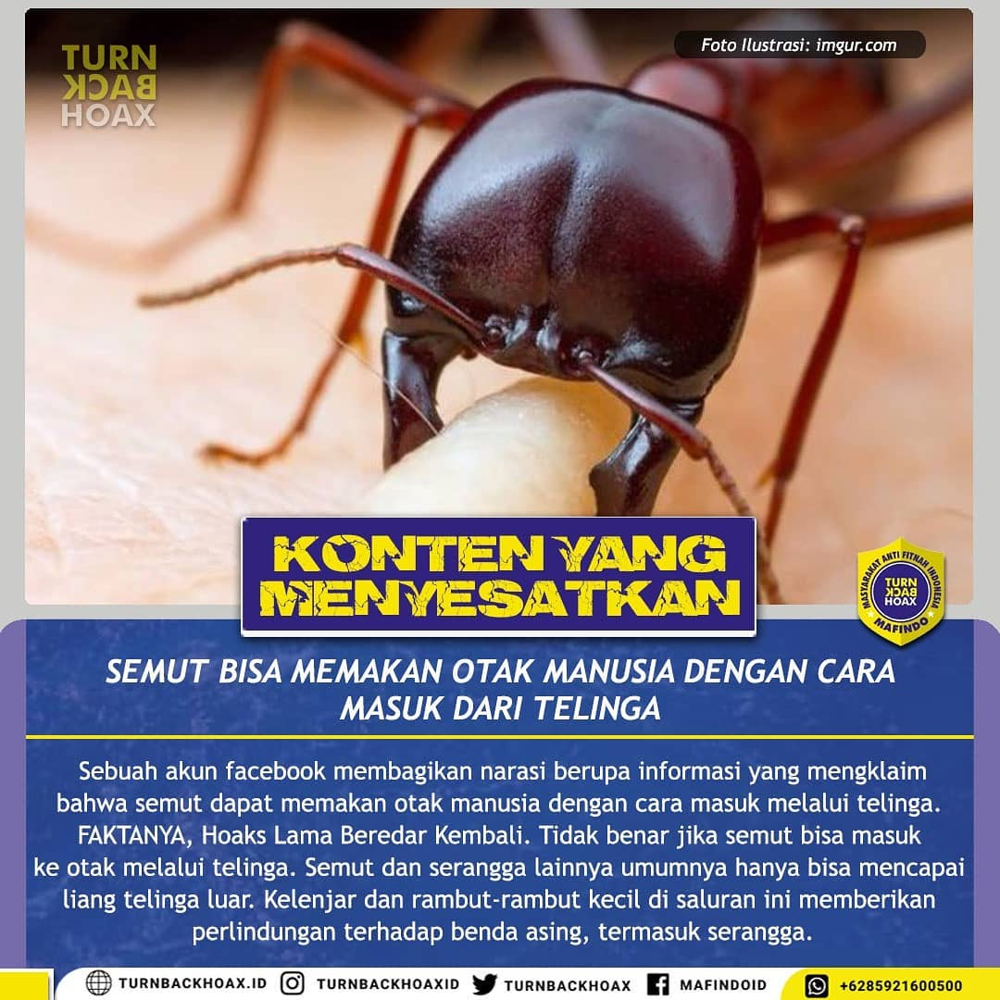 TURN
BACK
HOAX
Foto Ilustrasi: imgur.com
KONTEN YANG
MENYESATKAN
MASYARAKAT ANTI FITNAH INDONESIA
TURN
BACK
HOAX
MAFINDO
SEMUT BISA MEMAKAN OTAK MANUSIA DENGAN CARA
MASUK DARI TELINGA
Sebuah akun facebook membagikan narasi berupa informasi yang mengklaim
bahwa semut dapat memakan otak manusia dengan cara masuk melalui telinga.
FAKTANYA, Hoaks Lama Beredar Kembali. Tidak benar jika semut bisa masuk
ke otak melalui telinga. Semut dan serangga lainnya umumnya hanya bisa mencapai
liang telinga luar. Kelenjar dan rambut-rambut kecil di saluran ini memberikan
perlindungan terhadap benda asing, termasuk serangga.
TURNBACKHOAX.ID TURNBACKHOAXID TURNBACKHOAX MAFINDOID +6285921600500